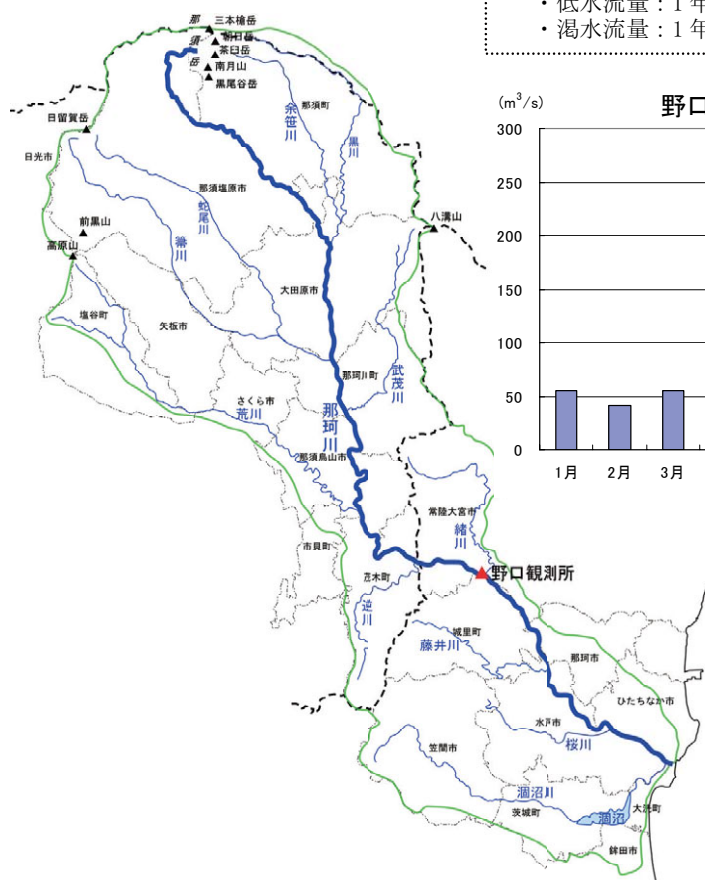 ・低水流量：1年
・渇水流量：1年
(m³/s)
野口
300
250
200
150
100
50
0
1月
2月
3月
那
須
岳
三本槍岳
朝日岳
茶臼岳
南月山
黒尾谷岳
余笹川
那須町
黒川
日留賀岳
日光市
那須塩原市
蛇尾川
箒川
前黒山
高原山
八溝山
大田原市
塩谷町
矢板市
那珂川町
武茂川
さくら市
荒川
那珂川
那須烏山市
常陸大宮市
緒川
市貝町
野口観測所
茂木町
逆川
城里町
藤井川
那珂市
ひたちなか市
水戸市
桜川
笠間市
涸沼川
茨城町
涸沼
大洗町
鉾田市